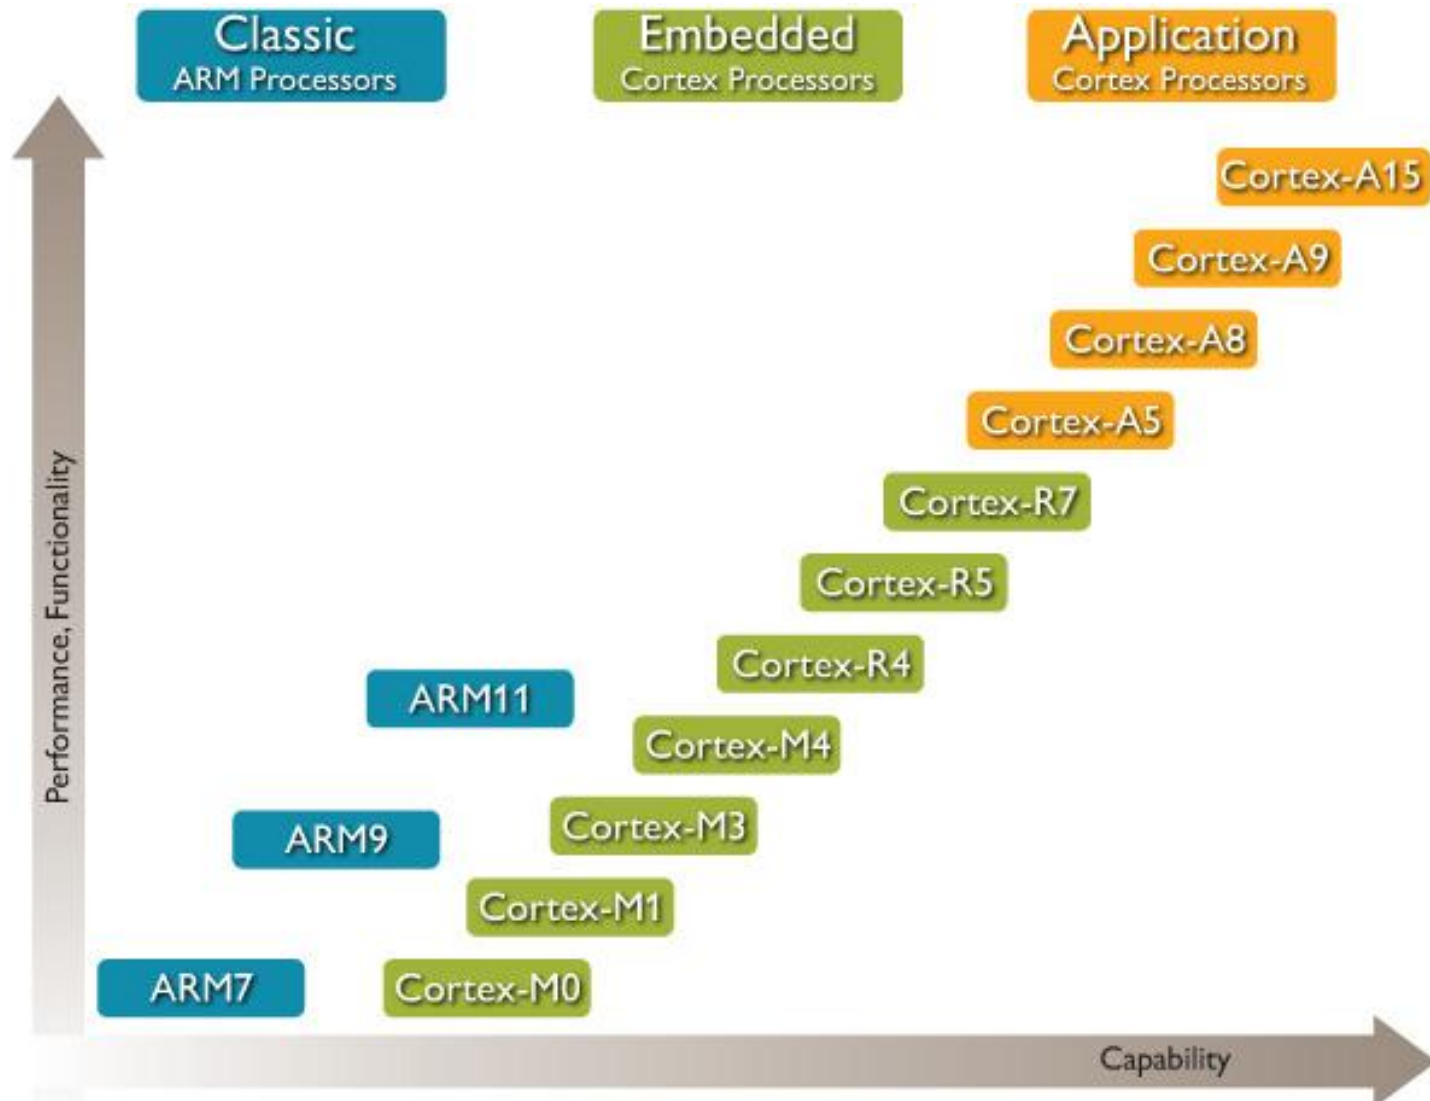 Classic
ARM Processors
Embedded
Cortex Processors
Application
Cortex Processors
Cortex-A15
Cortex-A9
Cortex-A8
Cortex-A5
Cortex-R7
Cortex-R5
Cortex-R4
ARM11
Cortex-M4
Cortex-M3
ARM9
Cortex-M1
ARM7
Cortex-M0
Performance, Functionality
Capability